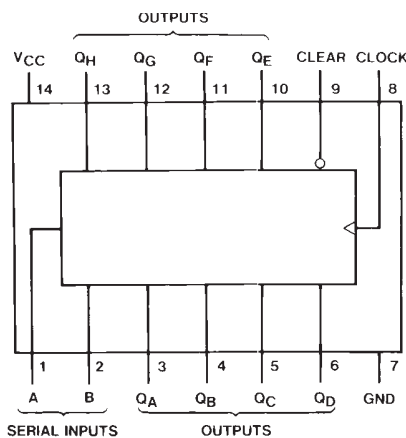 OUTPUTS
VCC QH QG QF QE CLEAR CLOCK
14 13 12 11 10 9 8
1 2 3 4 5 6 7
A B QA QB QC QD GND
SERIAL INPUTS OUTPUTS